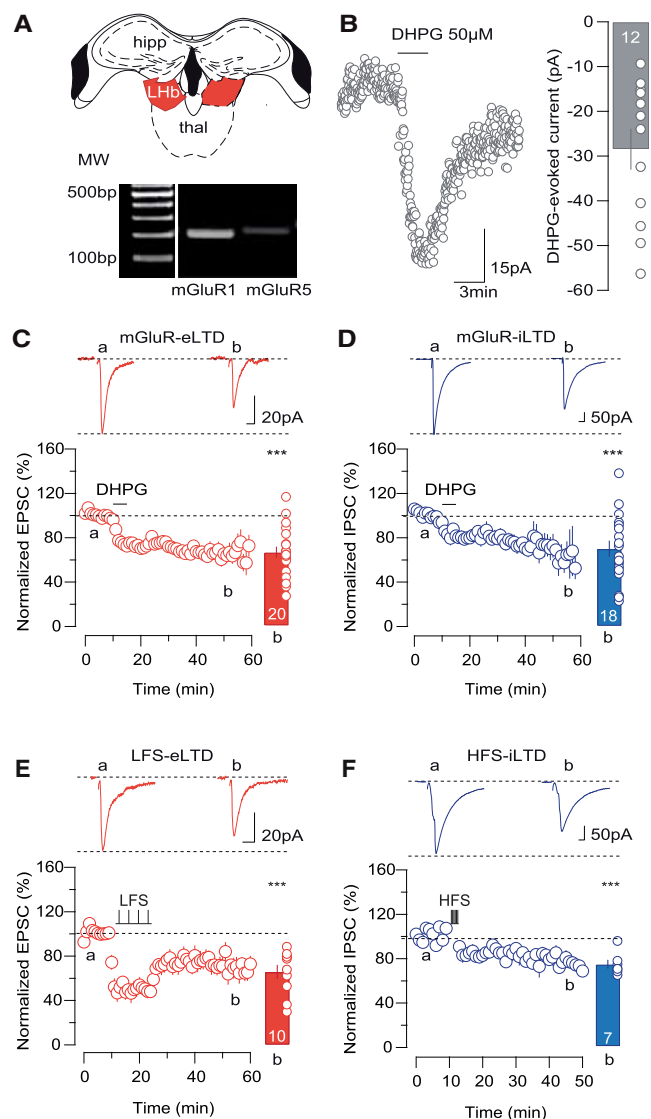 A
hipp
LHb
thal
MW
500bp
100bp
mGluR1 mGluR5
B
DHPG 50μM
15pA
3min
DHPG-evoked current (pA)
12
0
-10
-20
-30
-40
-50
-60
C
mGluR-eLTD
a b
20pA
Normalized EPSC (%)
160
120
80
40
0
***
DHPG
a
b
20
b
0 20 40 60
Time (min)
D
mGluR-iLTD
a b
50pA
Normalized IPSC (%)
160
120
80
40
0
***
DHPG
a
b
18
b
0 20 40 60
Time (min)
E
LFS-eLTD
a b
20pA
Normalized EPSC (%)
160
120
80
40
0
***
LFS
a
b
10
b
0 20 40 60
Time (min)
F
HFS-iLTD
a b
50pA
Normalized IPSC (%)
160
120
80
40
0
***
HFS
a
b
7
b
0 10 20 30 40 50
Time (min)